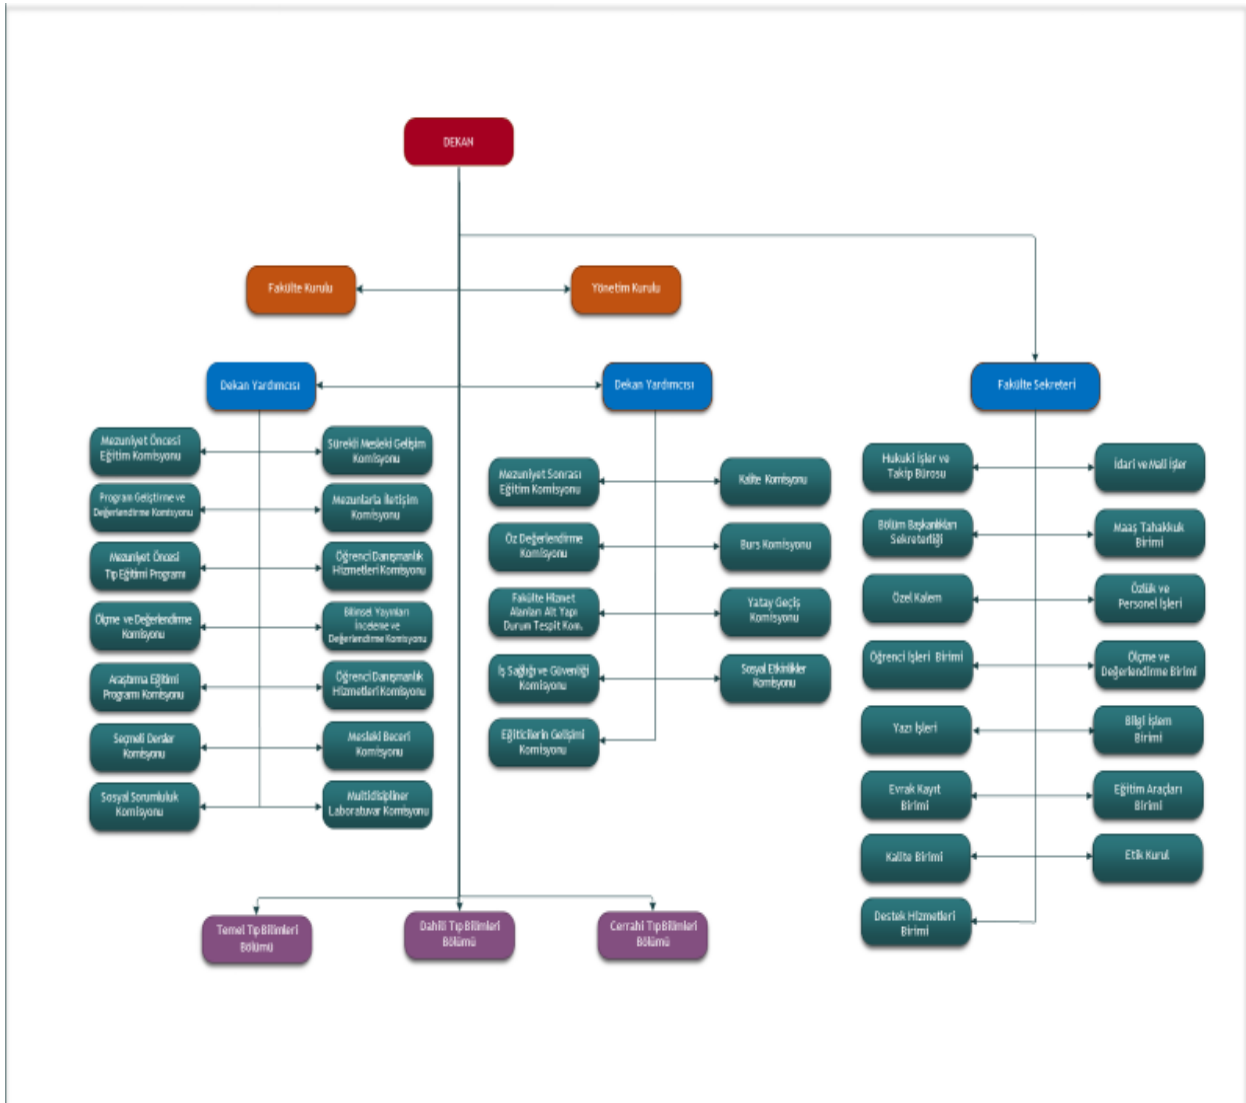 DEKAN
Fakülte Kurulu
Yönetim Kurulu
Dekan Yardımcısı
Dekan Yardımcısı
Fakülte Sekreteri
Mezuniyet Öncesi
Eğitim Komisyonu
Sürekli Mesleki Gelişim
Komisyonu
Program Geliştirme ve
Değerlendirme Komisyonu
Mezunlarla İletişim
Komisyonu
Mezuniyet Öncesi
Tıp Eğitimi Programı
Öğrenci Danışmanlık
Hizmetleri Komisyonu
Ölçme ve Değerlendirme
Komisyonu
Bilinsel Yayınları
İnceleme ve
Değerlendirme Komisyonu
Araştırma Eğitimi
Programı Komisyonu
Öğrenci Danışmanlık
Hizmetleri Komisyonu
Seçmeli Dersler
Komisyonu
Mesleki Beceri
Komisyonu
Sosyal Sorumluluk
Komisyonu
Multidisipliner
Laboratuvar Komisyonu
Mezuniyet Sonrası
Eğitim Komisyonu
Kalite Komisyonu
Öz Değerlendirme
Komisyonu
Burs Komisyonu
Fakülte Hizmet
Alanları Alt Yapı
Durum Tespit Kom.
Yatay Geçiş
Komisyonu
İş Sağlığı ve Güvenliği
Komisyonu
Sosyal Etkinlikler
Komisyonu
Eğiticilerin Gelişimi
Komisyonu
Hukuki İşler ve
Takip Bürosu
İdari ve Mali İşler
Bölüm Başkanlıkları
Sekreterliği
Maaş Tahakkuk
Birimi
Özel Kalem
Özlük ve
Personel İşleri
Öğrenci İşleri Birimi
Ölçme ve
Değerlendirme Birimi
Yazı İşleri
Bilgi İşlem
Birimi
Evrak Kayıt
Birimi
Eğitim Araçları
Birimi
Kalite Birimi
Etik Kurul
Destek Hizmetleri
Birimi
Temel Tıp Bilimleri
Bölümü
Dahili Tıp Bilimleri
Bölümü
Cerrahi Tıp Bilimleri
Bölümü